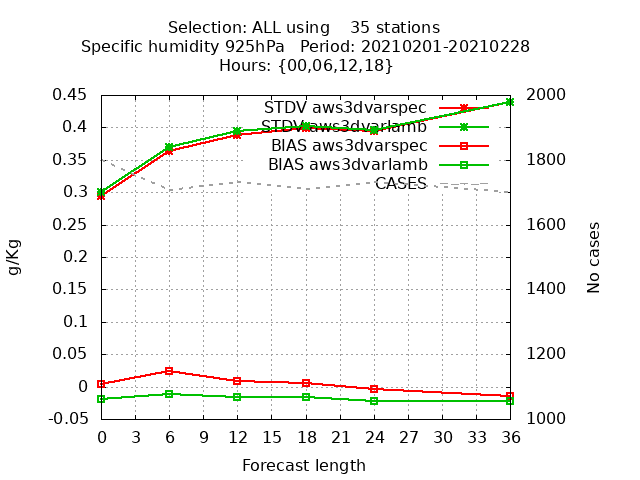 Selection: ALL using    35 stations
Specific humidity 925hPa   Period: 20210201-20210228
Hours: {00,06,12,18}
STDV aws3dvarspec
STDV aws3dvarlamb
BIAS aws3dvarspec
BIAS aws3dvarlamb
CASES
g/Kg
0.45
0.4
0.35
0.3
0.25
0.2
0.15
0.1
0.05
0
-0.05
No cases
2000
1800
1600
1400
1200
1000
0 3 6 9 12 15 18 21 24 27 30 33 36
Forecast length